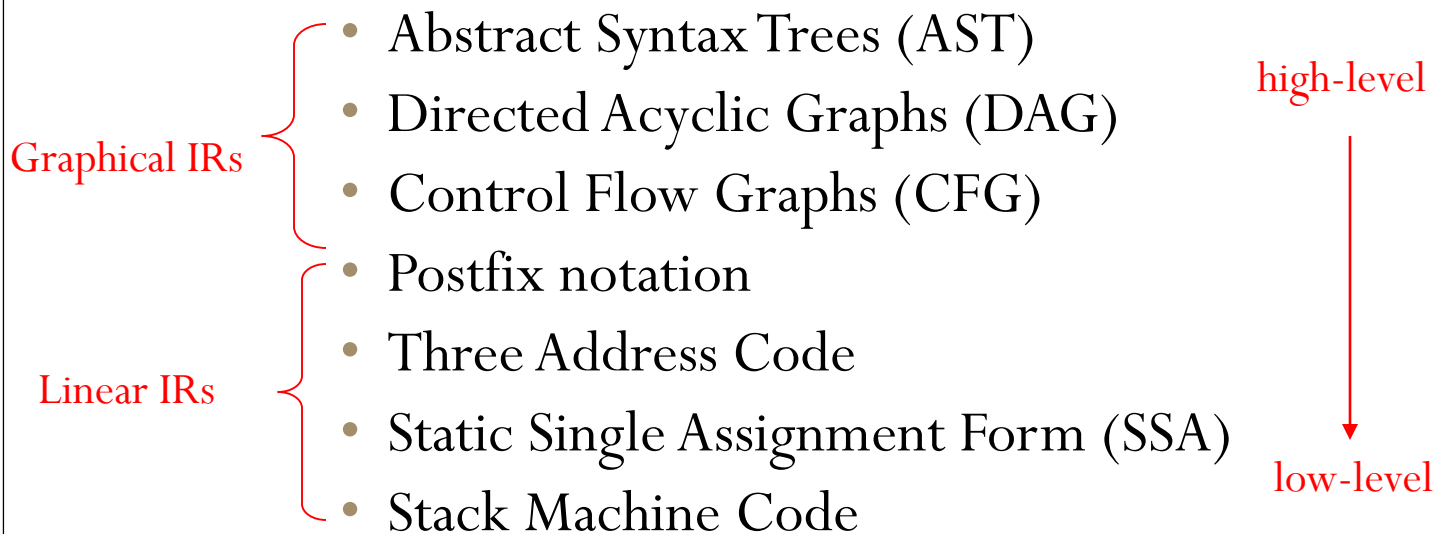 Graphical IRs
• Abstract Syntax Trees (AST)
• Directed Acyclic Graphs (DAG)
• Control Flow Graphs (CFG)
Linear IRs
• Postfix notation
• Three Address Code
• Static Single Assignment Form (SSA)
• Stack Machine Code
high-level
low-level